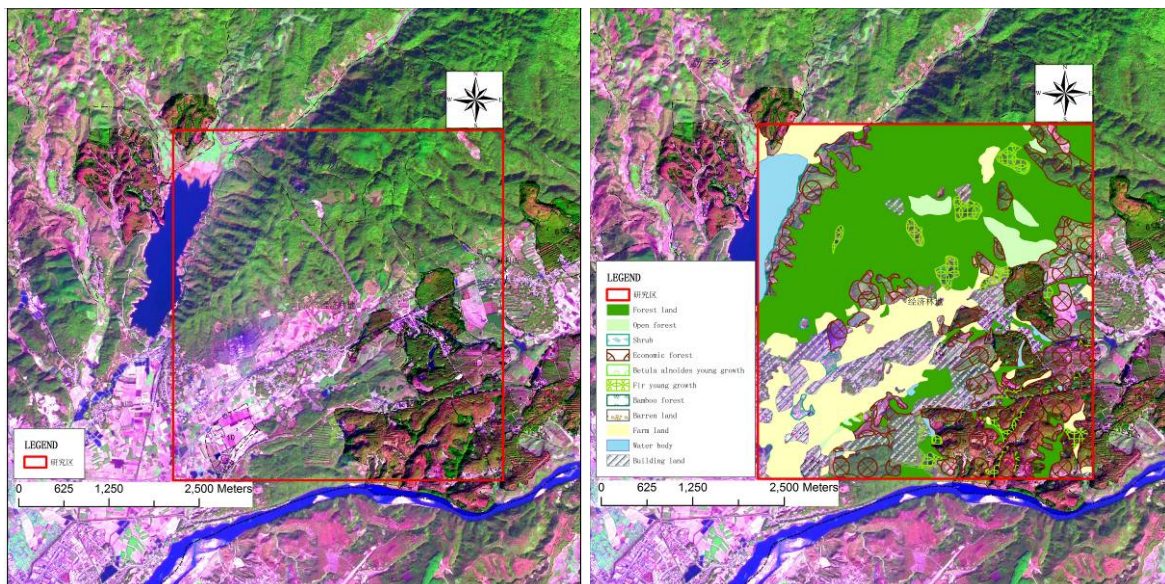 N
W
E
S
LEGEND
研究区
0 625 1,250 2,500 Meters
N
W
E
S
经济林地
LEGEND
研究区
Forest land
Open forest
Shrub
Economic forest
Betula alnoides young growth
Fir young growth
Bamboo forest
Barren land
Farm land
Water body
Building land
0 625 1,250 2,500 Meters